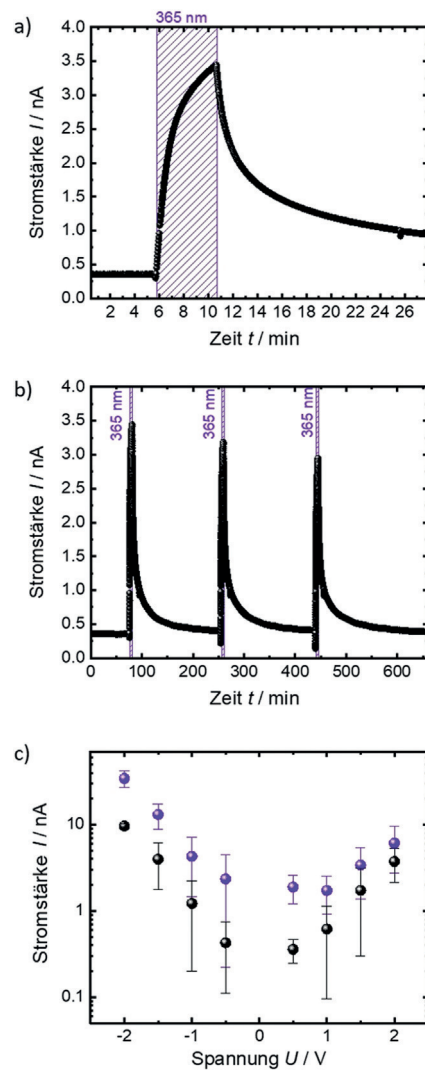 a)
365 nm
Stromstärke I / nA
4.0
3.5
3.0
2.5
2.0
1.5
1.0
0.5
0.0
2 4 6 8 10 12 14 16 18 20 22 24 26
Zeit t / min
b)
365 nm
365 nm
365 nm
Stromstärke I / nA
4.0
3.5
3.0
2.5
2.0
1.5
1.0
0.5
0.0
0 100 200 300 400 500 600
Zeit t / min
c)
Stromstärke I / nA
10
1
0.1
-2 -1 0 1 2
Spannung U / V